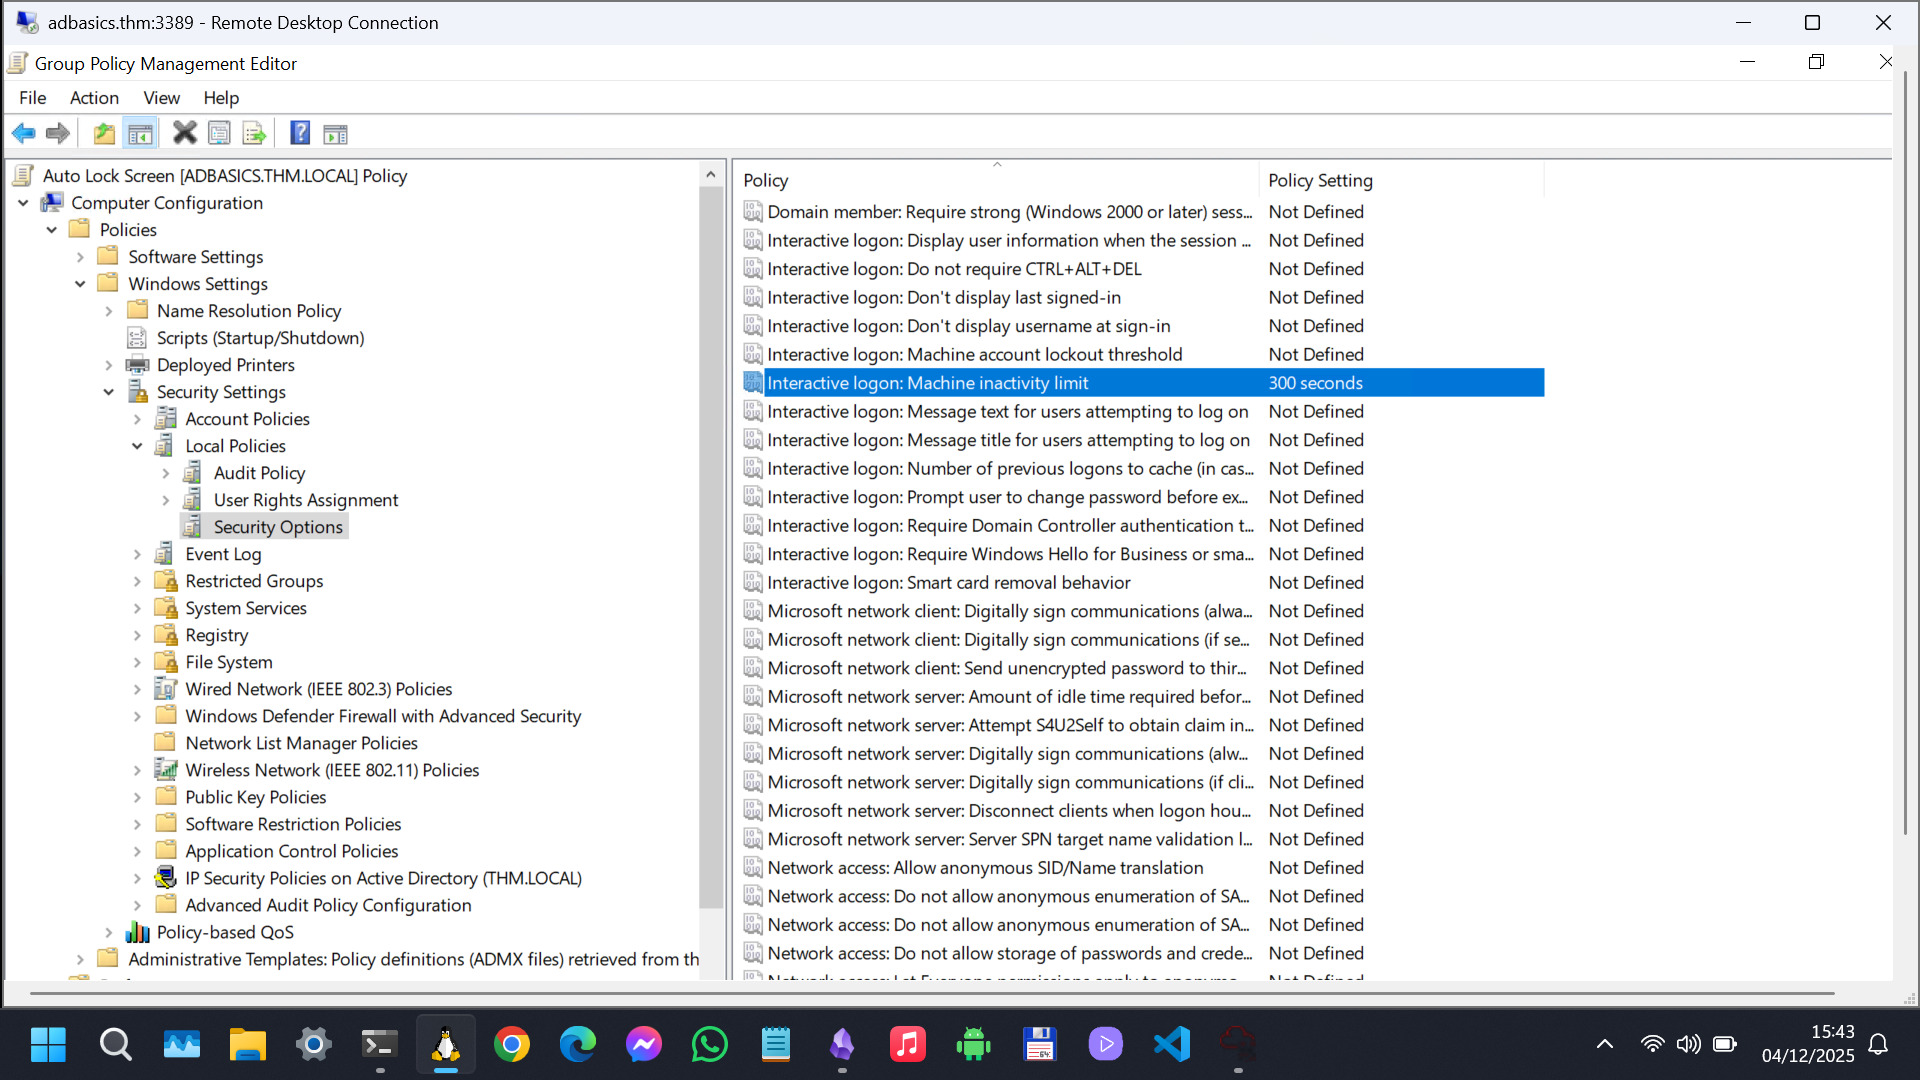 adbasics.thm:3389 - Remote Desktop Connection
Group Policy Management Editor
File Action View Help
Auto Lock Screen [ADBASICS.THM.LOCAL] Policy
Computer Configuration
Policies
Software Settings
Windows Settings
Name Resolution Policy
Scripts (Startup/Shutdown)
Deployed Printers
Security Settings
Account Policies
Local Policies
Audit Policy
User Rights Assignment
Security Options
Event Log
Restricted Groups
System Services
Registry
File System
Wired Network (IEEE 802.3) Policies
Windows Defender Firewall with Advanced Security
Network List Manager Policies
Wireless Network (IEEE 802.11) Policies
Public Key Policies
Software Restriction Policies
Application Control Policies
IP Security Policies on Active Directory (THM.LOCAL)
Advanced Audit Policy Configuration
Policy-based QoS
Administrative Templates: Policy definitions (ADMX files) retrieved from th
Policy Policy Setting
Domain member: Require strong (Windows 2000 or later) sess... Not Defined
Interactive logon: Display user information when the session ... Not Defined
Interactive logon: Do not require CTRL+ALT+DEL Not Defined
Interactive logon: Don't display last signed-in Not Defined
Interactive logon: Don't display username at sign-in Not Defined
Interactive logon: Machine account lockout threshold Not Defined
Interactive logon: Machine inactivity limit 300 seconds
Interactive logon: Message text for users attempting to log on Not Defined
Interactive logon: Message title for users attempting to log on Not Defined
Interactive logon: Number of previous logons to cache (in cas... Not Defined
Interactive logon: Prompt user to change password before ex... Not Defined
Interactive logon: Require Domain Controller authentication t... Not Defined
Interactive logon: Require Windows Hello for Business or sma... Not Defined
Interactive logon: Smart card removal behavior Not Defined
Microsoft network client: Digitally sign communications (alwa... Not Defined
Microsoft network client: Digitally sign communications (if se... Not Defined
Microsoft network client: Send unencrypted password to thir... Not Defined
Microsoft network server: Amount of idle time required befor... Not Defined
Microsoft network server: Attempt S4U2Self to obtain claim in... Not Defined
Microsoft network server: Digitally sign communications (alw... Not Defined
Microsoft network server: Digitally sign communications (if cli... Not Defined
Microsoft network server: Disconnect clients when logon hou... Not Defined
Microsoft network server: Server SPN target name validation l... Not Defined
Network access: Allow anonymous SID/Name translation Not Defined
Network access: Do not allow anonymous enumeration of SA... Not Defined
Network access: Do not allow anonymous enumeration of SA... Not Defined
Network access: Do not allow storage of passwords and crede... Not Defined
64
15:43
04/12/2025